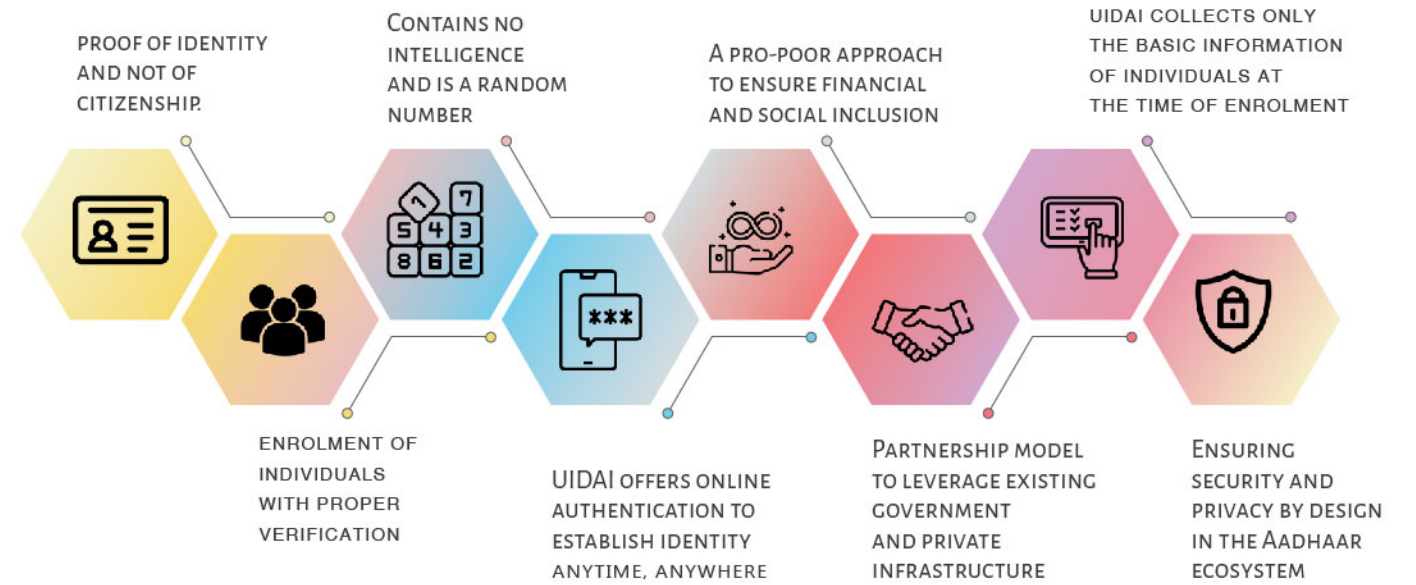 PROOF OF IDENTITY
AND NOT OF
CITIZENSHIP.
ENROLMENT OF
INDIVIDUALS
WITH PROPER
VERIFICATION
CONTAINS NO
INTELLIGENCE
AND IS A RANDOM
NUMBER
7
7
5 4 3
8 6 2
UIDAI OFFERS ONLINE
AUTHENTICATION TO
ESTABLISH IDENTITY
ANYTIME, ANYWHERE
***
A PRO-POOR APPROACH
TO ENSURE FINANCIAL
AND SOCIAL INCLUSION
PARTNERSHIP MODEL
TO LEVERAGE EXISTING
GOVERNMENT
AND PRIVATE
INFRASTRUCTURE
UIDAI COLLECTS ONLY
THE BASIC INFORMATION
OF INDIVIDUALS AT
THE TIME OF ENROLMENT
ENSURING
SECURITY AND
PRIVACY BY DESIGN
IN THE AADHAAR
ECOSYSTEM